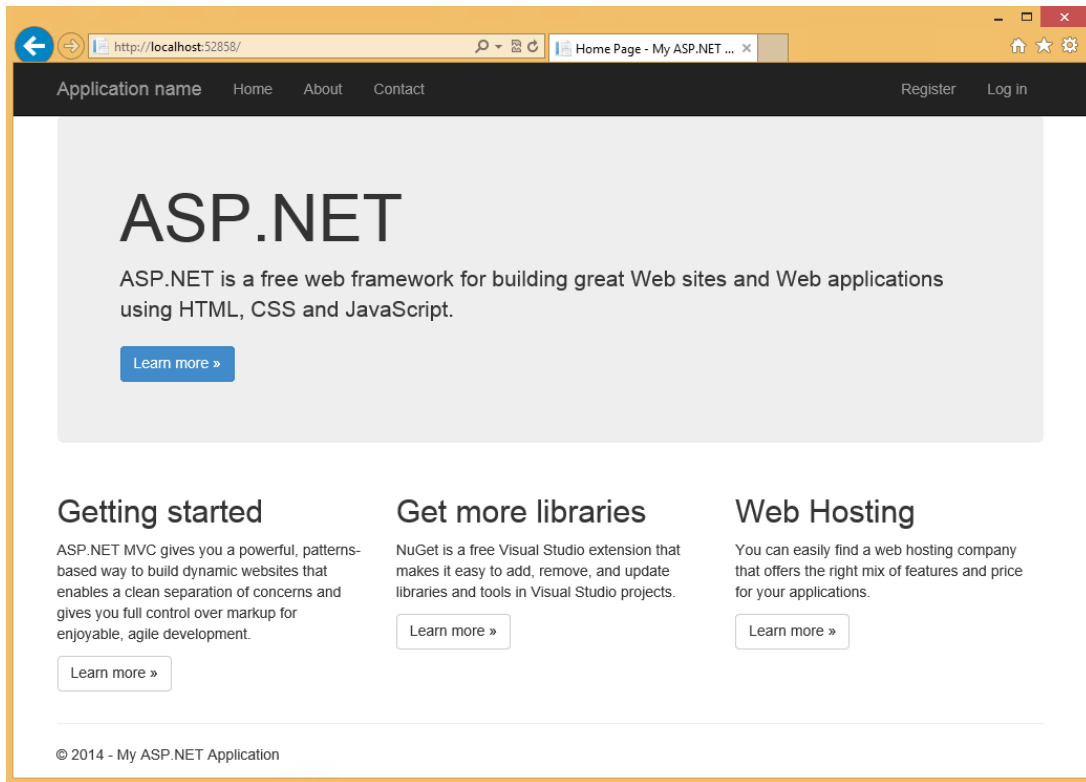 http://localhost:52858/
Home Page - My ASP.NET ...
Application name Home About Contact Register Log in
ASP.NET
ASP.NET is a free web framework for building great Web sites and Web applications
using HTML, CSS and JavaScript.
Learn more »
Getting started
ASP.NET MVC gives you a powerful, patterns-
based way to build dynamic websites that
enables a clean separation of concerns and
gives you full control over markup for
enjoyable, agile development.
Learn more »
Get more libraries
NuGet is a free Visual Studio extension that
makes it easy to add, remove, and update
libraries and tools in Visual Studio projects.
Learn more »
Web Hosting
You can easily find a web hosting company
that offers the right mix of features and price
for your applications.
Learn more »
© 2014 - My ASP.NET Application